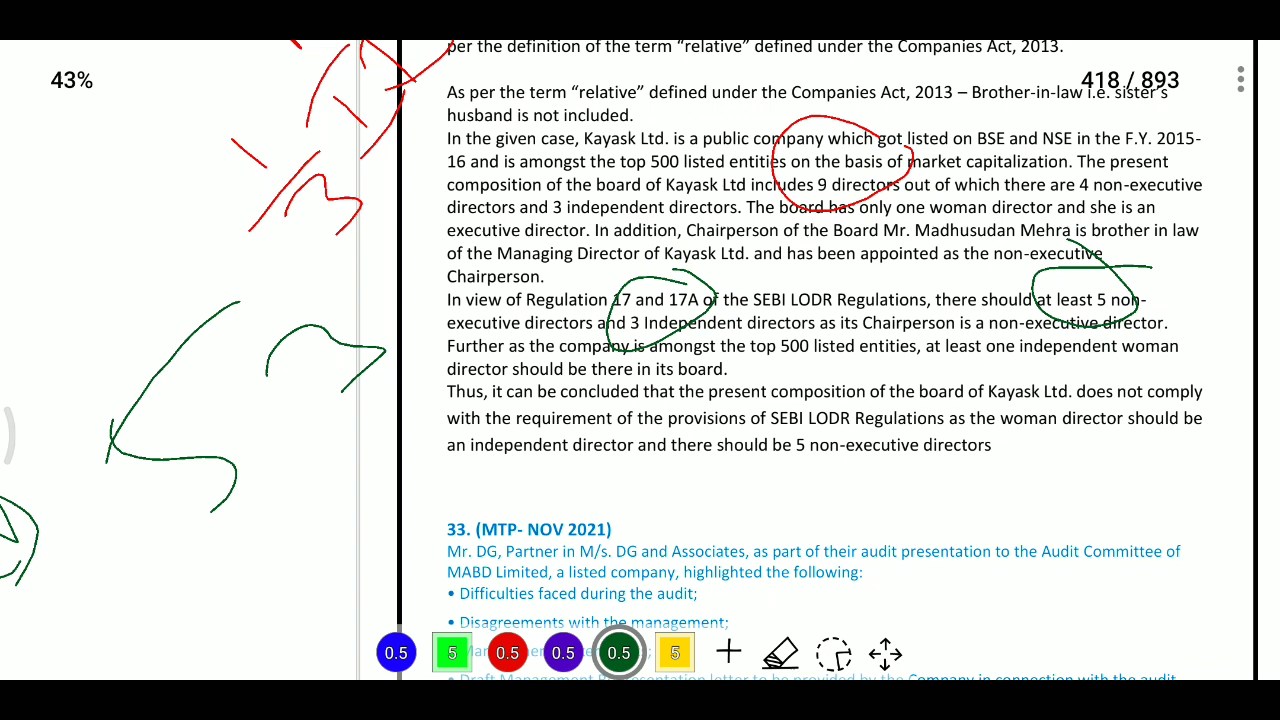 per the definition of the term “relative” defined under the Companies Act, 2013.
43%
418 / 893
As per the term “relative” defined under the Companies Act, 2013 – Brother-in-law i.e. sister's
husband is not included.
In the given case, Kayask Ltd. is a public company which got listed on BSE and NSE in the F.Y. 2015-
16 and is amongst the top 500 listed entities on the basis of market capitalization. The present
composition of the board of Kayask Ltd includes 9 directors out of which there are 4 non-executive
directors and 3 independent directors. The board has only one woman director and she is an
executive director. In addition, Chairperson of the Board Mr. Madhusudan Mehra is brother in law
of the Managing Director of Kayask Ltd. and has been appointed as the non-executive
Chairperson.
In view of Regulation 17 and 17A of the SEBI LODR Regulations, there should at least 5 non-
executive directors and 3 Independent directors as its Chairperson is a non-executive director.
Further as the company is amongst the top 500 listed entities, at least one independent woman
director should be there in its board.
Thus, it can be concluded that the present composition of the board of Kayask Ltd. does not comply
with the requirement of the provisions of SEBI LODR Regulations as the woman director should be
an independent director and there should be 5 non-executive directors
33. (MTP- NOV 2021)
Mr. DG, Partner in M/s. DG and Associates, as part of their audit presentation to the Audit Committee of
MABD Limited, a listed company, highlighted the following:
• Difficulties faced during the audit;
• Disagreements with the management;
0.5 5 0.5 0.5 0.5 5
Company in connection with the audit